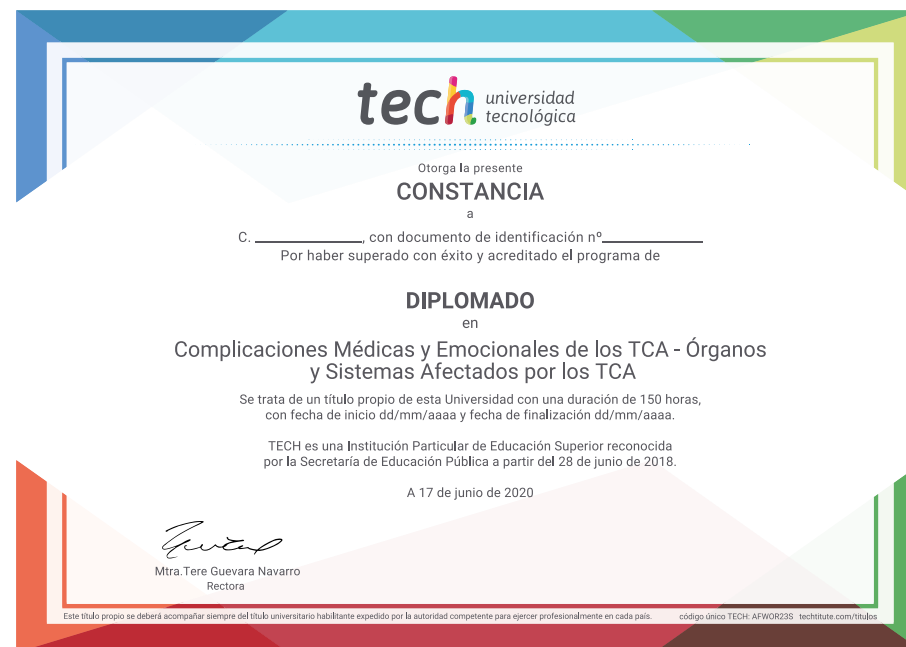 tech universidad
tecnológica
Otorga la presente
CONSTANCIA
a
C. ____________, con documento de identificación nº____________
Por haber superado con éxito y acreditado el programa de
DIPLOMADO
en
Complicaciones Médicas y Emocionales de los TCA - Órganos
y Sistemas Afectados por los TCA
Se trata de un título propio de esta Universidad con una duración de 150 horas,
con fecha de inicio dd/mm/aaaa y fecha de finalización dd/mm/aaaa.
TECH es una Institución Particular de Educación Superior reconocida
por la Secretaría de Educación Pública a partir del 28 de junio de 2018.
A 17 de junio de 2020
Mtra.Tere Guevara Navarro
Rectora
Este título propio se deberá acompañar siempre del título universitario habilitante expedido por la autoridad competente para ejercer profesionalmente en cada país. código único TECH: AFWOR23S techtitute.com/titulos